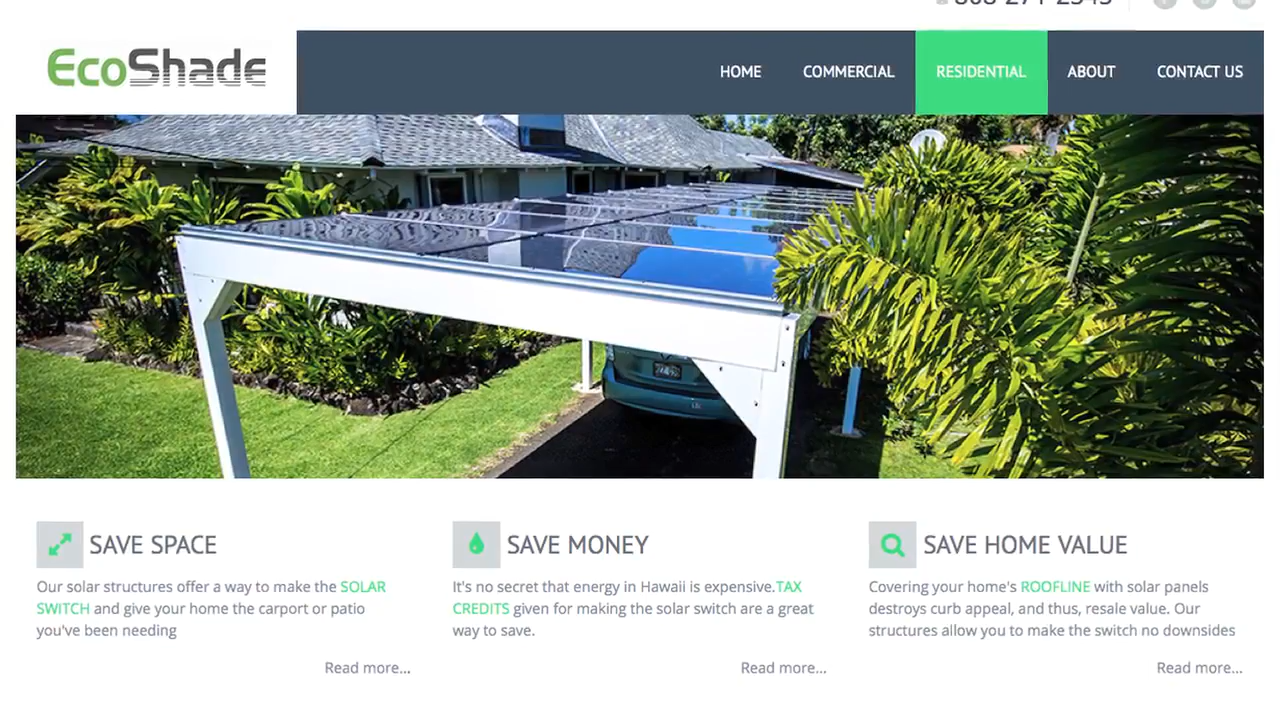 EcoShade
HOME COMMERCIAL RESIDENTIAL ABOUT CONTACT US
SAVE SPACE
Our solar structures offer a way to make the SOLAR
SWITCH and give your home the carport or patio
you've been needing
Read more...
SAVE MONEY
It's no secret that energy in Hawaii is expensive.TAX
CREDITS given for making the solar switch are a great
way to save.
Read more...
SAVE HOME VALUE
Covering your home's ROOFLINE with solar panels
destroys curb appeal, and thus, resale value. Our
structures allow you to make the switch no downsides
Read more...